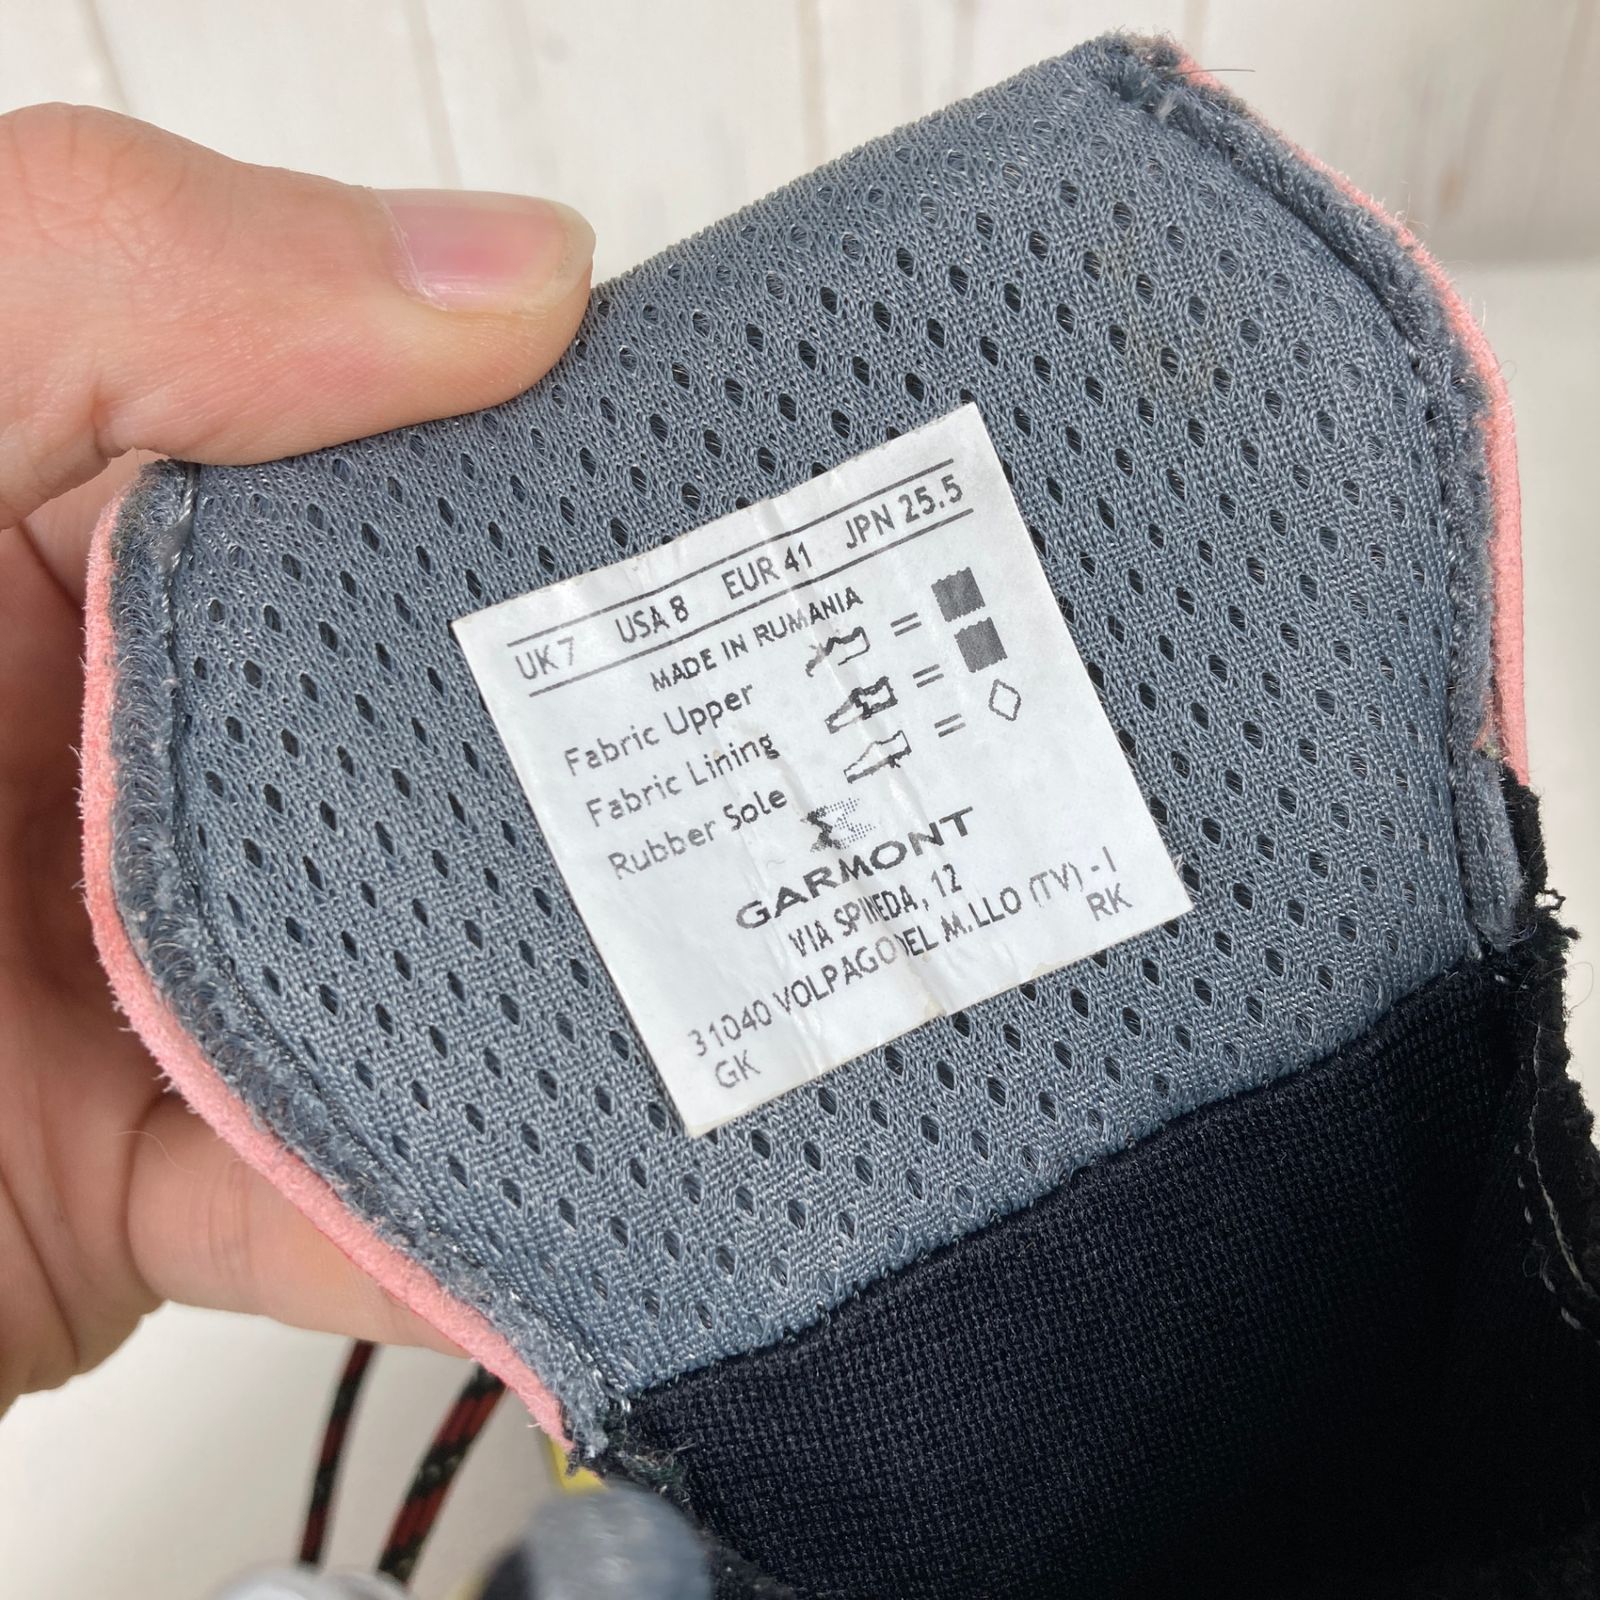 UK 7 USA 8 EUR 41 JPN 25.5
MADE IN RUMANIA
Fabric Upper =
Fabric Lining =
Rubber Sole =
GARMONT
VIA SPINEDA, 12
31040 VOLPAGO DEL M.LLO (TV) - I
GK RK